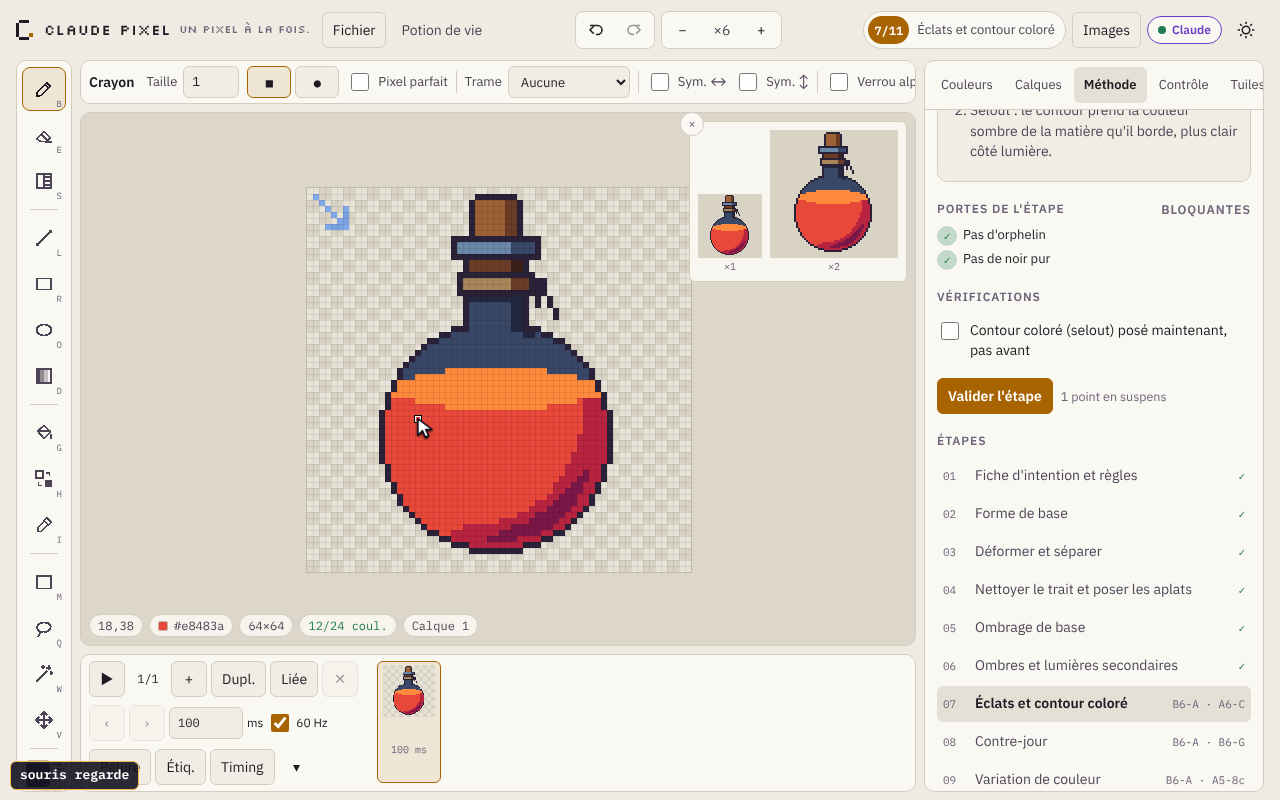 CLAUDE PIXEL UN PIXEL À LA FOIS. Fichier Potion de vie − ×6 + 7/11 Éclats et contour coloré Images Claude
Crayon Taille 1 ■ ● Pixel parfait Trame Aucune Sym. ↔ Sym. ↕ Verrou alp
Couleurs Calques Méthode Contrôle Tuiles
B
E
S
L
R
O
D
G
H
I
M
Q
W
V
×
×1 ×2
18,38 #e8483a 64×64 12/24 coul. Calque 1
1/1 + Dupl. Liée ×
‹ › 100 ms 60 Hz
Étiq. Timing ▼
100 ms
souris regarde
2. Selout : le contour prend la couleur
sombre de la matière qu'il borde, plus clair
côté lumière.
PORTES DE L'ÉTAPE BLOQUANTES
✓ Pas d'orphelin
✓ Pas de noir pur
VÉRIFICATIONS
Contour coloré (selout) posé maintenant,
pas avant
Valider l'étape 1 point en suspens
ÉTAPES
01 Fiche d'intention et règles ✓
02 Forme de base ✓
03 Déformer et séparer ✓
04 Nettoyer le trait et poser les aplats ✓
05 Ombrage de base ✓
06 Ombres et lumières secondaires ✓
07 Éclats et contour coloré B6-A · A6-C
08 Contre-jour B6-A · B6-G
09 Variation de couleur B6-A · A5-8c